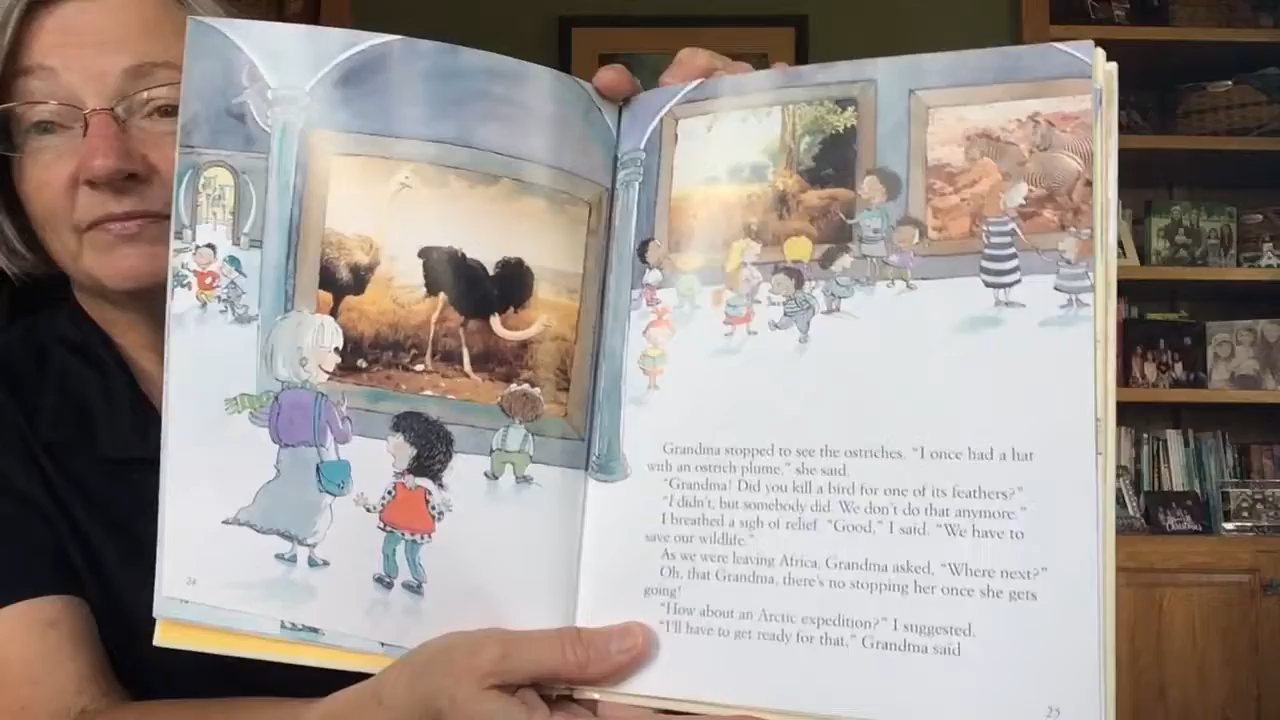 Grandma stopped to see the ostriches. "I once had a hat
with an ostrich plume," she said.
"Grandma! Did you kill a bird for one of its feathers?"
"I didn't, but somebody did. We don't do that anymore."
I breathed a sigh of relief. "Good," I said. "We have to
save our wildlife."
As we were leaving Africa, Grandma asked, "Where next?"
Oh, that Grandma, there's no stopping her once she gets
going!
"How about an Arctic expedition?" I suggested.
"I'll have to get ready for that," Grandma said
24
25